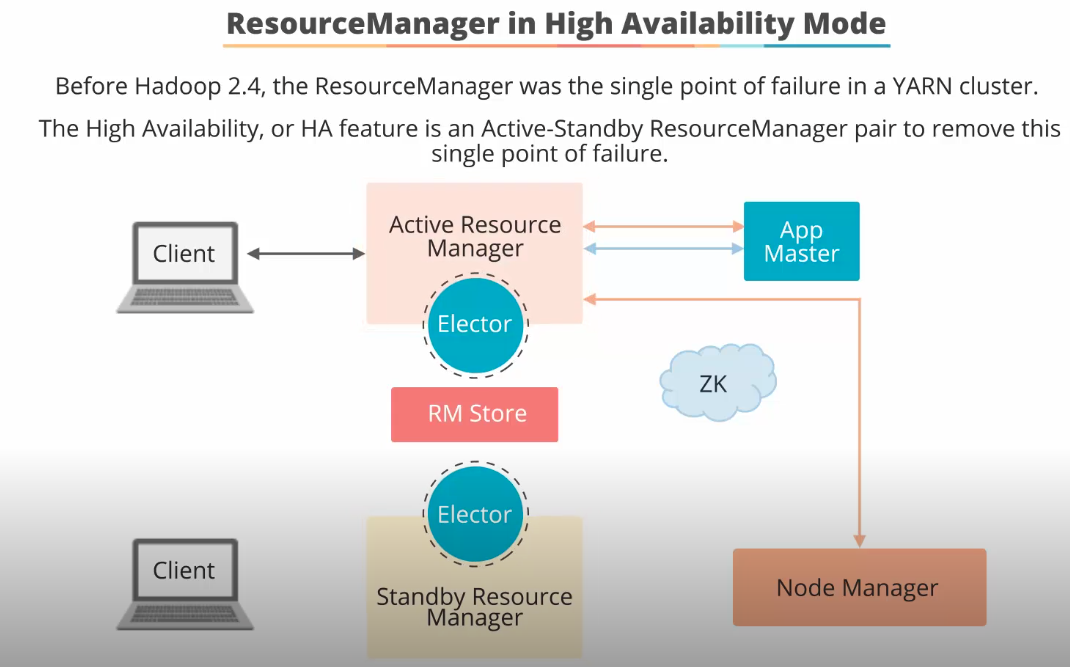 ResourceManager in High Availability Mode
Before Hadoop 2.4, the ResourceManager was the single point of failure in a YARN cluster.
The High Availability, or HA feature is an Active-Standby ResourceManager pair to remove this
single point of failure.
Client
Active Resource
Manager
App
Master
Elector
ZK
RM Store
Elector
Client
Standby Resource
Manager
Node Manager